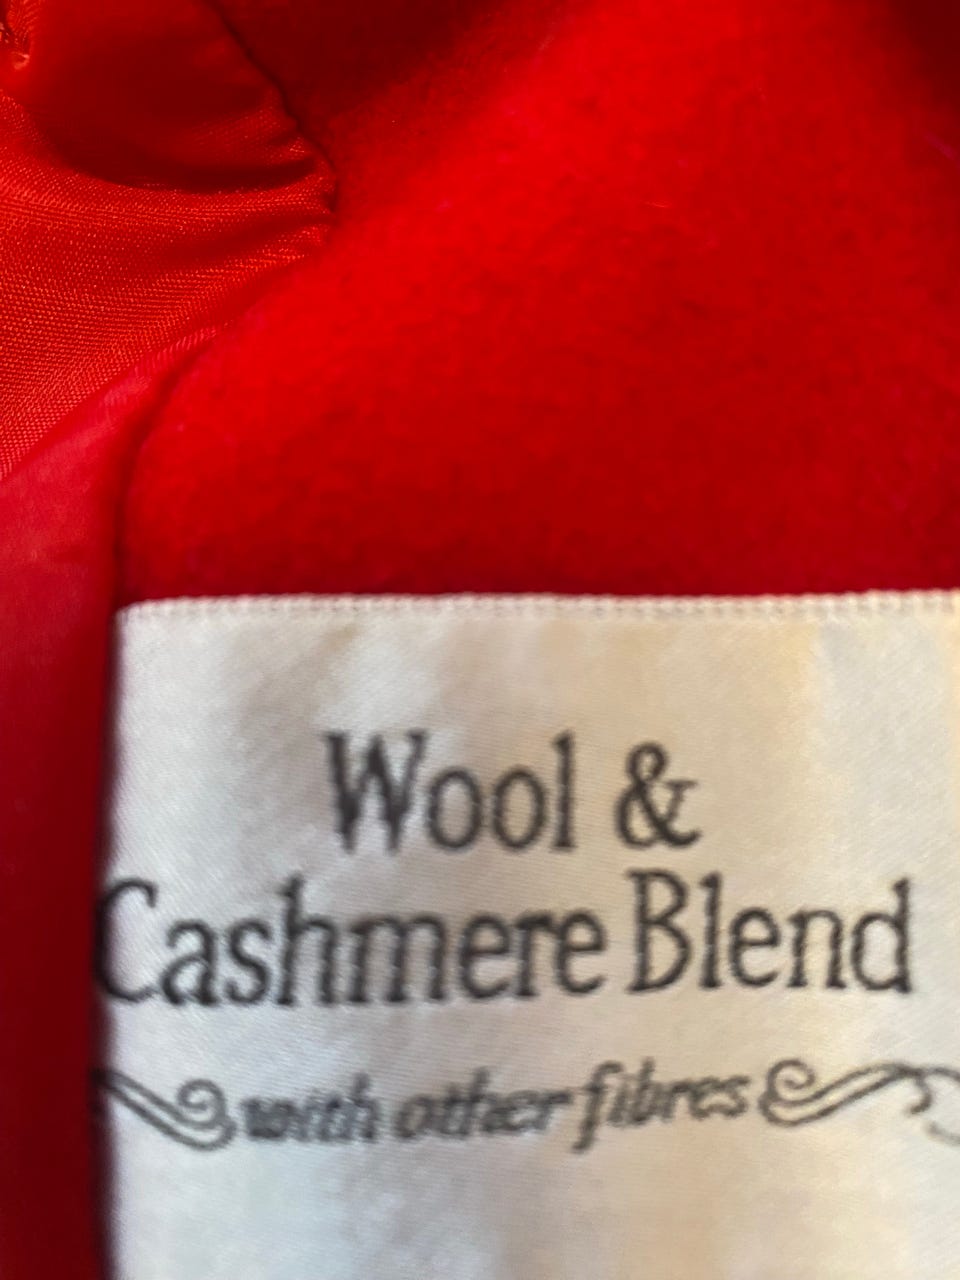 Wool &
Cashmere Blend
with other fibres